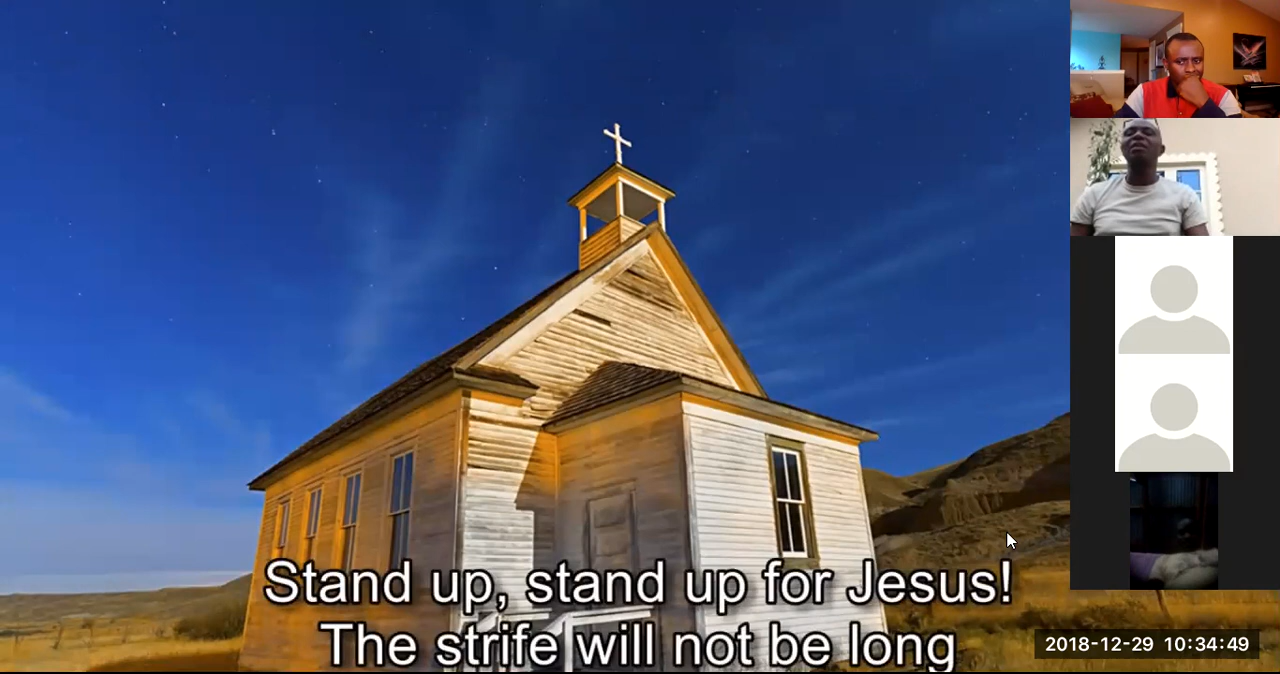 Stand up, stand up for Jesus!
The strife will not be long
2018-12-29 10:34:49